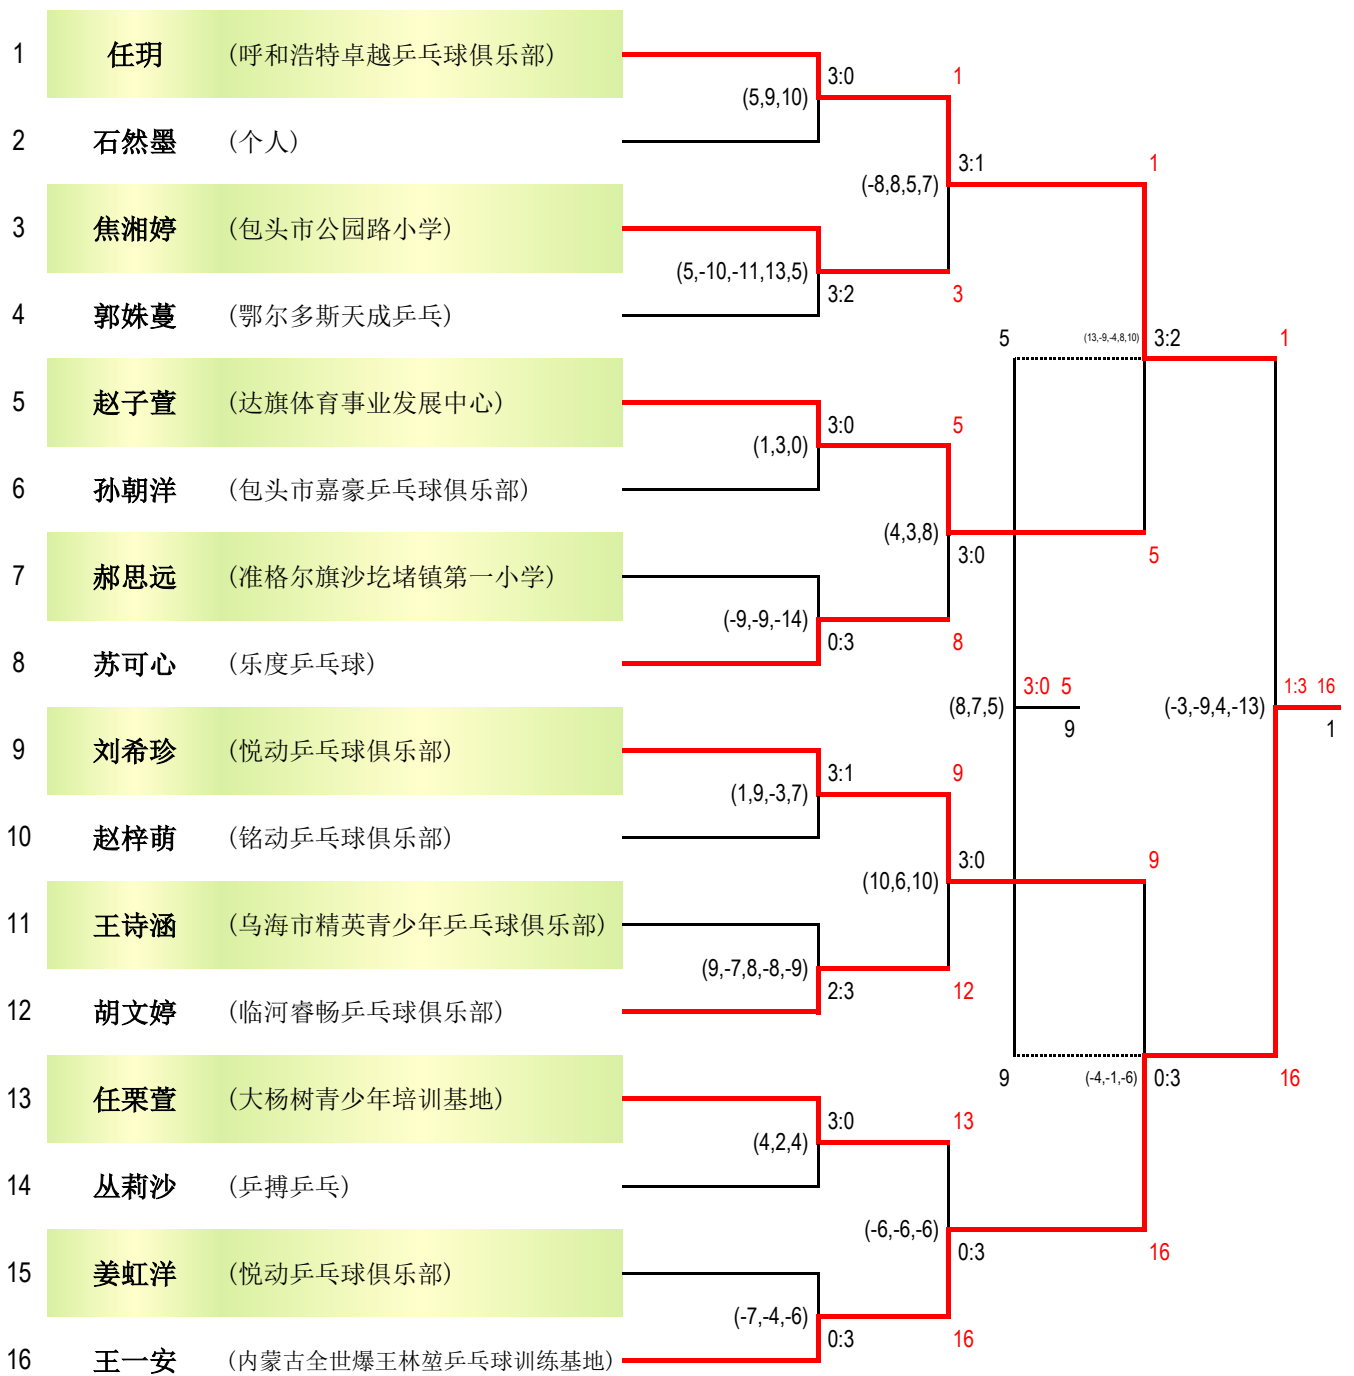 1 任玥 (呼和浩特卓越乒乓球俱乐部)
3:0 1
(5,9,10)
2 石然墨 (个人)
3:1 1
(-8,8,5,7)
3 焦湘婷 (包头市公园路小学)
(5,-10,-11,13,5)
3:2 3
4 郭姝蔓 (鄂尔多斯天成乒乓)
5 (13,-9,-4,8,10) 3:2 1
5 赵子萱 (达旗体育事业发展中心)
3:0 5
(1,3,0)
6 孙朝洋 (包头市嘉豪乒乓球俱乐部)
(4,3,8)
3:0 5
7 郝思远 (准格尔旗沙圪堵镇第一小学)
(-9,-9,-14)
0:3 8
8 苏可心 (乐度乒乓球)
3:0 5 1:3 16
(8,7,5) (-3,-9,4,-13)
9 1
9 刘希珍 (悦动乒乓球俱乐部)
3:1 9
(1,9,-3,7)
10 赵梓萌 (铭动乒乓球俱乐部)
3:0 9
(10,6,10)
11 王诗涵 (乌海市精英青少年乒乓球俱乐部)
(9,-7,8,-8,-9)
2:3 12
12 胡文婷 (临河睿畅乒乓球俱乐部)
9 (-4,-1,-6) 0:3 16
13 任栗萱 (大杨树青少年培训基地)
3:0 13
(4,2,4)
14 丛莉沙 (乒搏乒乓)
(-6,-6,-6)
0:3 16
15 姜虹洋 (悦动乒乓球俱乐部)
(-7,-4,-6)
0:3 16
16 王一安 (内蒙古全世爆王林堃乒乓球训练基地)